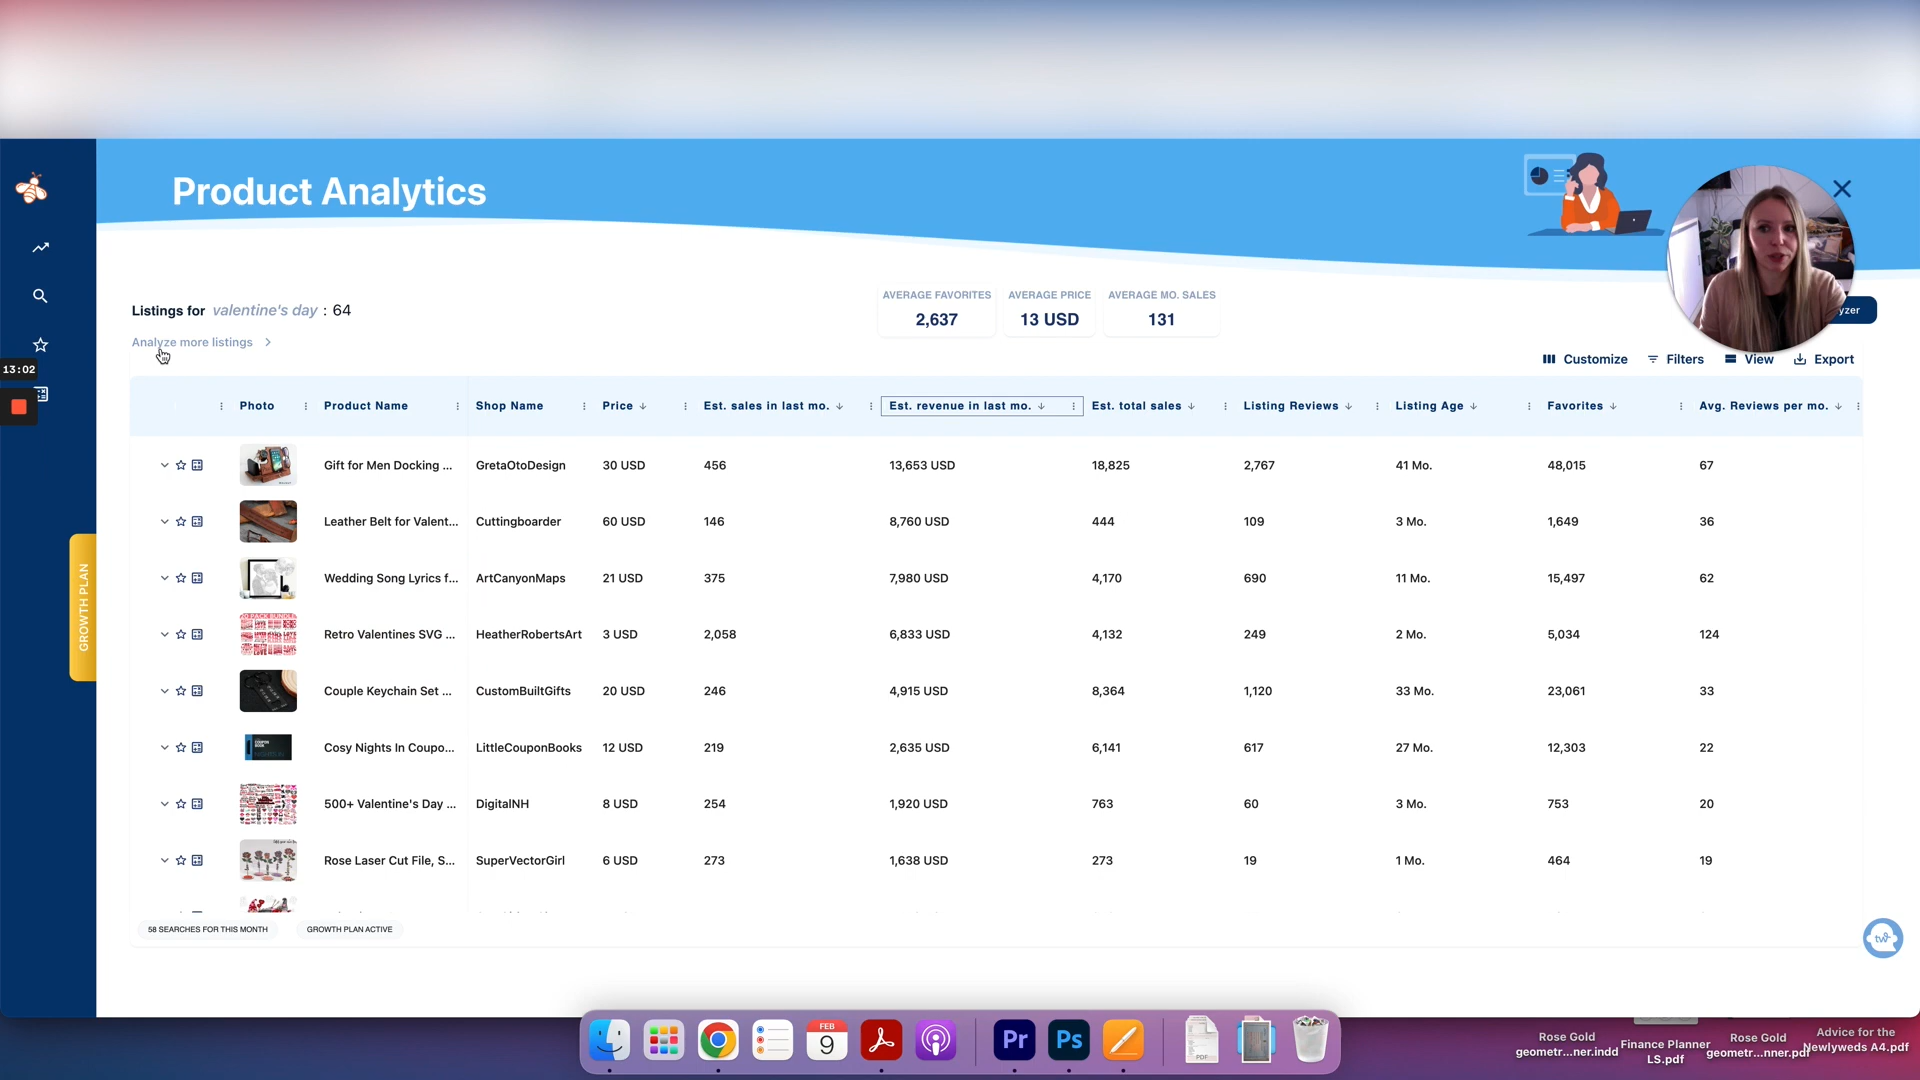 Product Analytics
Listings for valentine's day : 64
Analyze more listings
AVERAGE FAVORITES
2,637
AVERAGE PRICE
13 USD
AVERAGE MO. SALES
131
yzer
Customize Filters View Export
13:02
Photo Product Name Shop Name Price Est. sales in last mo. Est. revenue in last mo. Est. total sales Listing Reviews Listing Age Favorites Avg. Reviews per mo.
Gift for Men Docking ... GretaOtoDesign 30 USD 456 13,653 USD 18,825 2,767 41 Mo. 48,015 67
Leather Belt for Valent... Cuttingboarder 60 USD 146 8,760 USD 444 109 3 Mo. 1,649 36
Wedding Song Lyrics f... ArtCanyonMaps 21 USD 375 7,980 USD 4,170 690 11 Mo. 15,497 62
Retro Valentines SVG ... HeatherRobertsArt 3 USD 2,058 6,833 USD 4,132 249 2 Mo. 5,034 124
Couple Keychain Set ... CustomBuiltGifts 20 USD 246 4,915 USD 8,364 1,120 33 Mo. 23,061 33
Cosy Nights In Coupo... LittleCouponBooks 12 USD 219 2,635 USD 6,141 617 27 Mo. 12,303 22
500+ Valentine's Day ... DigitalNH 8 USD 254 1,920 USD 763 60 3 Mo. 753 20
Rose Laser Cut File, S... SuperVectorGirl 6 USD 273 1,638 USD 273 19 1 Mo. 464 19
GROWTH PLAN
58 SEARCHES FOR THIS MONTH
GROWTH PLAN ACTIVE
FEB
9
Pr
Ps
PDF
Rose Gold
geometr...ner.indd
Finance Planner
LS.pdf
Rose Gold
geometr...nner.pdf
Advice for the
Newlyweds A4.pdf